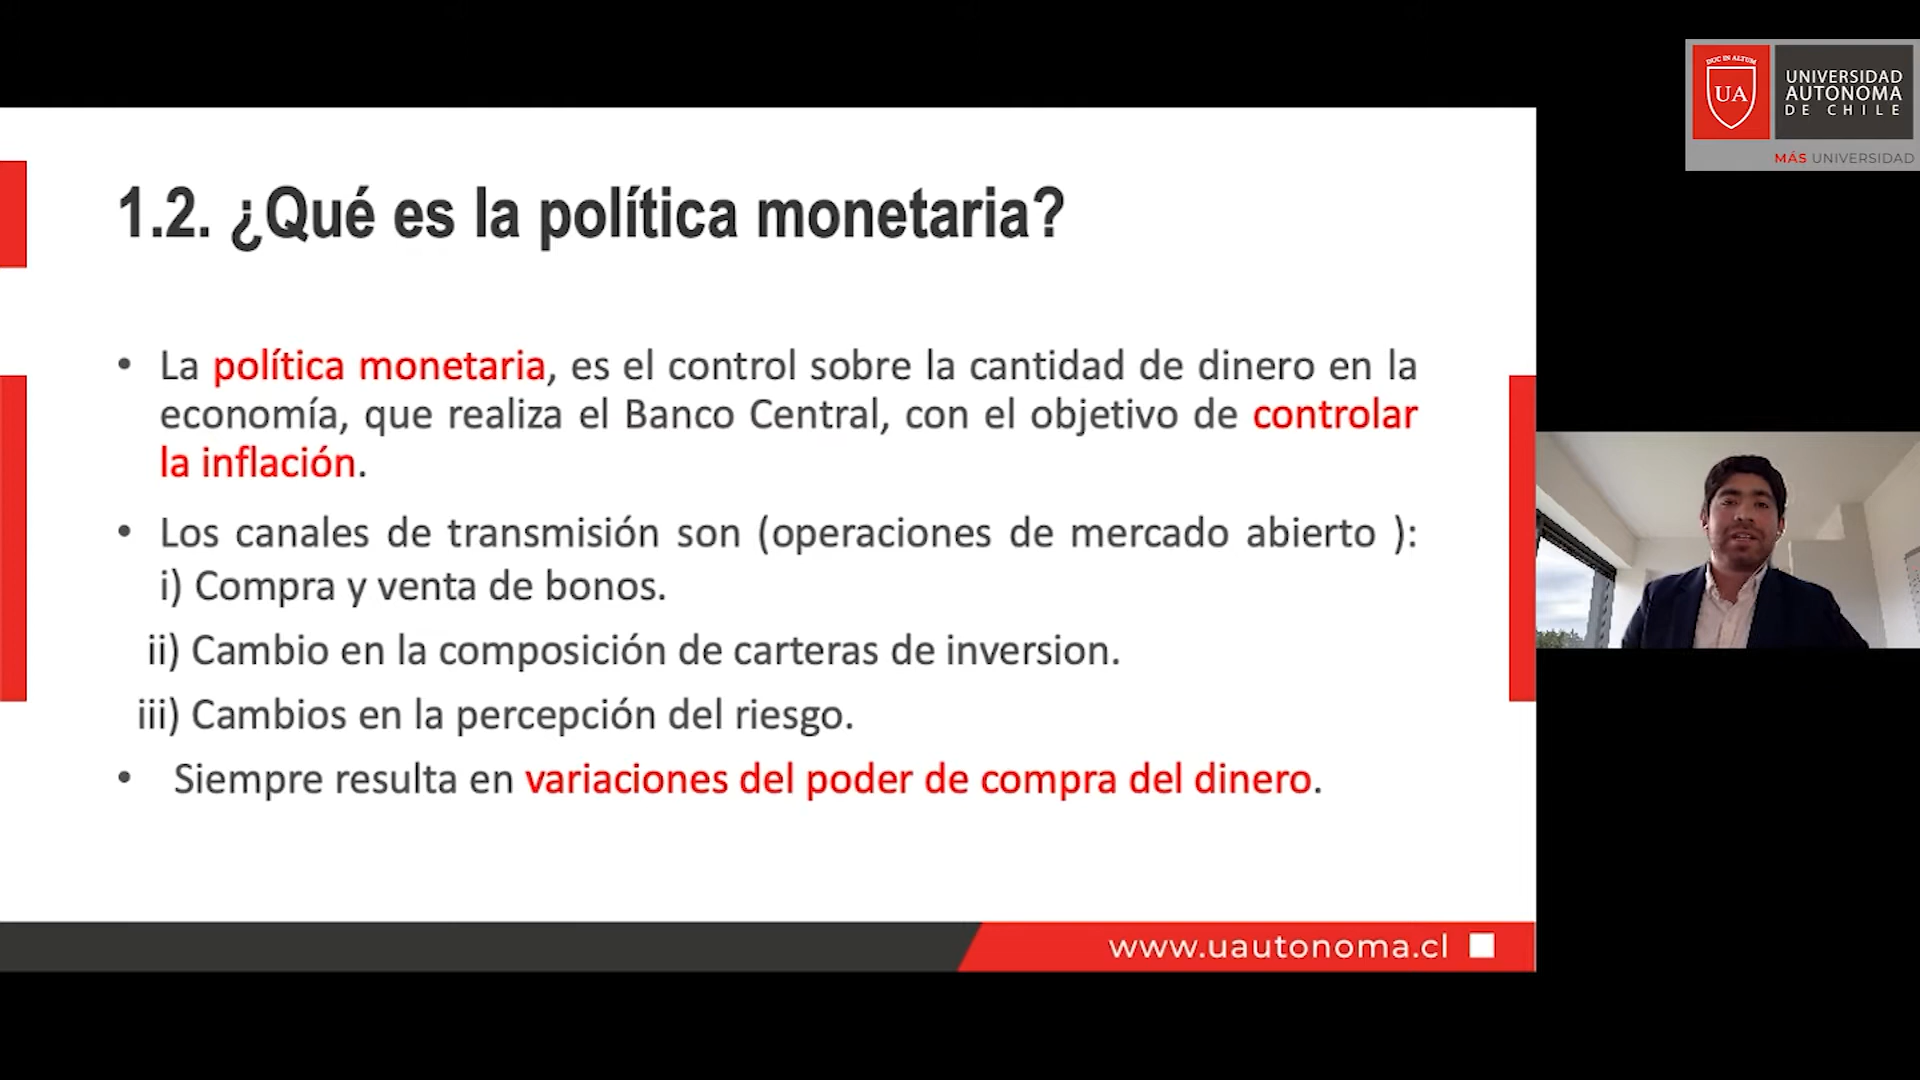 DUC IN ALTUM
UA
UNIVERSIDAD
AUTONOMA
DE CHILE
MÁS UNIVERSIDAD
1.2. ¿Qué es la política monetaria?
• La política monetaria, es el control sobre la cantidad de dinero en la
economía, que realiza el Banco Central, con el objetivo de controlar
la inflación.
• Los canales de transmisión son (operaciones de mercado abierto ):
i) Compra y venta de bonos.
ii) Cambio en la composición de carteras de inversion.
iii) Cambios en la percepción del riesgo.
• Siempre resulta en variaciones del poder de compra del dinero.
www.uautonoma.cl